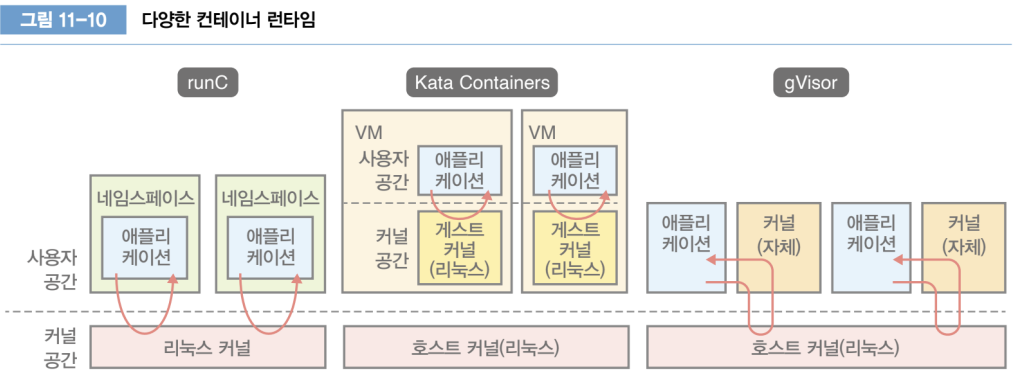 그림 11-10 다양한 컨테이너 런타임
runC
Kata Containers
gVisor
네임스페이스
애플리
케이션
네임스페이스
애플리
케이션
사용자
공간
커널
공간
리눅스 커널
VM
사용자
공간
애플리
케이션
커널
공간
게스트
커널
(리눅스)
VM
애플리
케이션
게스트
커널
(리눅스)
호스트 커널(리눅스)
애플리
케이션
커널
(자체)
애플리
케이션
커널
(자체)
호스트 커널(리눅스)